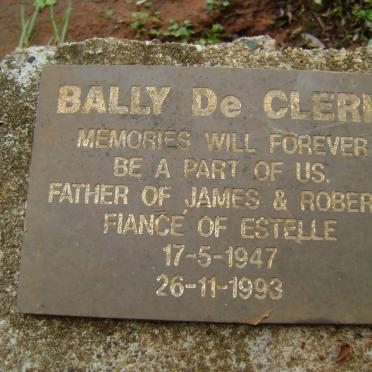 BALLY De CLER
MEMORIES WILL FOREVER
BE A PART OF US.
FATHER OF JAMES & ROBER
FIANCE OF ESTELLE
17-5-1947
26-11-1993